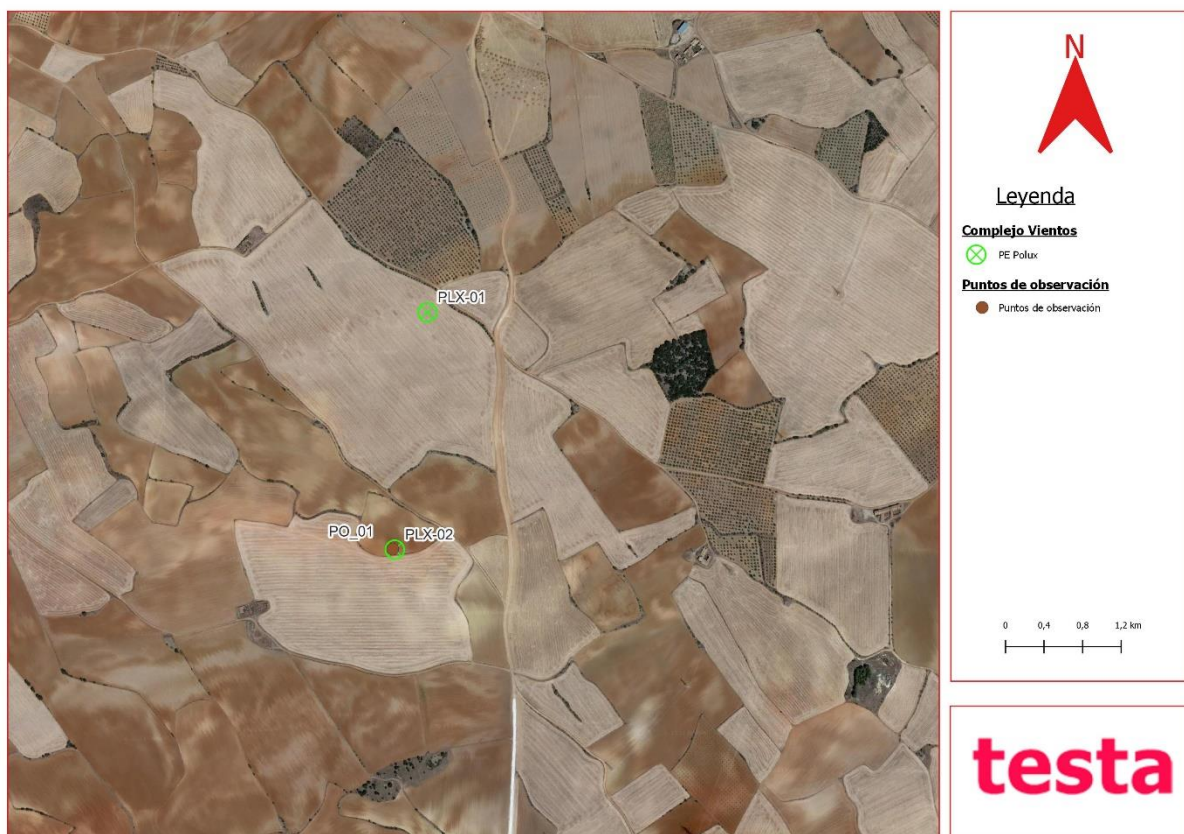 N
Leyenda
Complejo Vientos
PE Polux
Puntos de observación
Puntos de observación
PLX-01
PO_01 PLX-02
0 0,4 0,8 1,2 km
testa